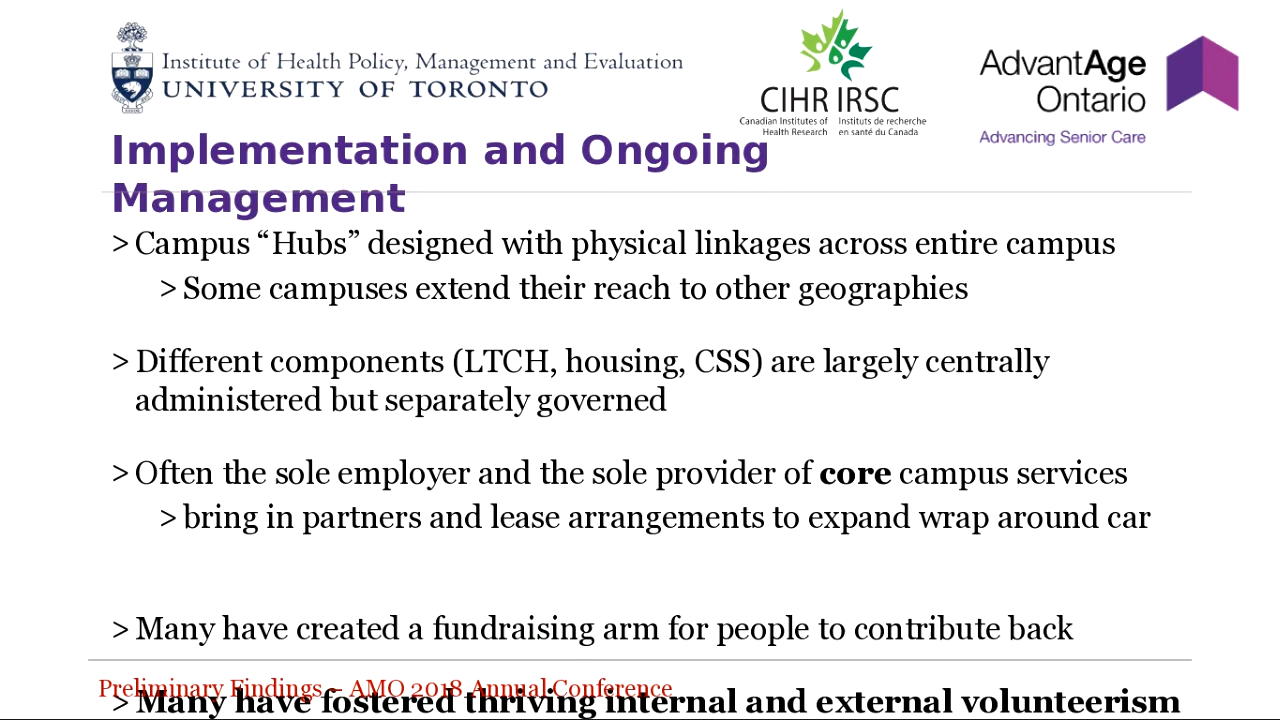 Institute of Health Policy, Management and Evaluation
UNIVERSITY OF TORONTO
CIHR IRSC
Canadian Institutes of Health Research
Instituts de recherche en santé du Canada
AdvantAge
Ontario
Advancing Senior Care
Implementation and Ongoing
Management
> Campus “Hubs” designed with physical linkages across entire campus
> Some campuses extend their reach to other geographies
> Different components (LTCH, housing, CSS) are largely centrally
administered but separately governed
> Often the sole employer and the sole provider of core campus services
> bring in partners and lease arrangements to expand wrap around car
> Many have created a fundraising arm for people to contribute back
Preliminary Findings – AMO 2018 Annual Conference
> Many have fostered thriving internal and external volunteerism